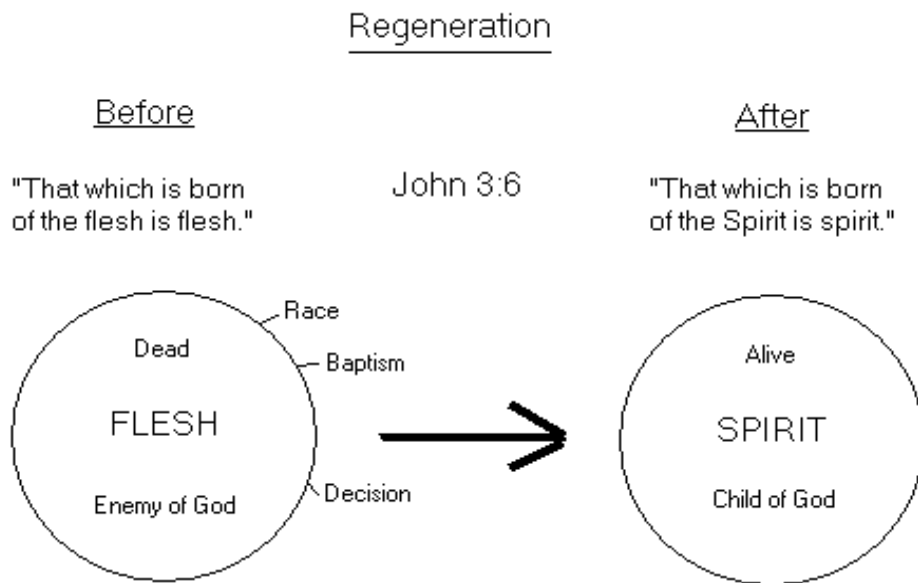 Regeneration
Before
After
"That which is born
of the flesh is flesh."
John 3:6
"That which is born
of the Spirit is spirit."
Race
Dead
Baptism
FLESH
Decision
Enemy of God
Alive
SPIRIT
Child of God